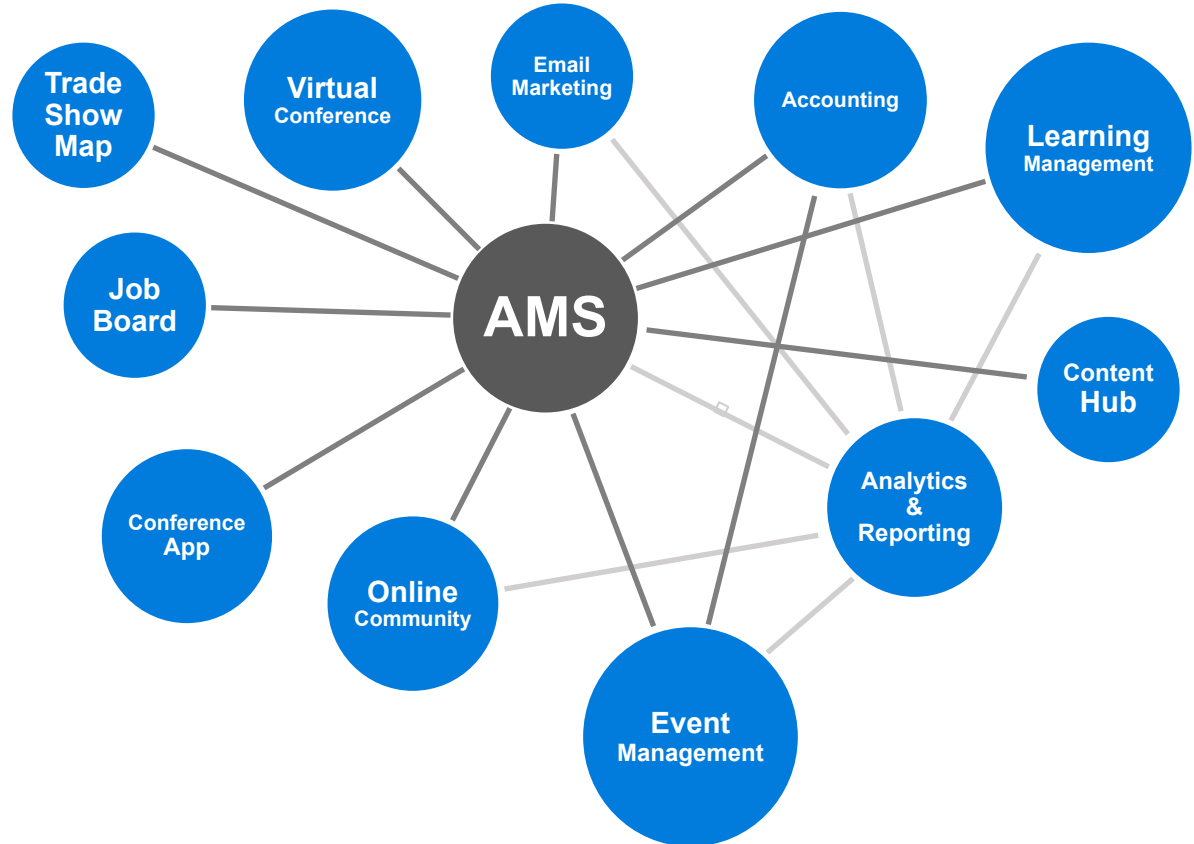 Trade
Show
Map
Virtual
Conference
Email
Marketing
Accounting
Learning
Management
Job
Board
AMS
Content
Hub
Analytics
&
Reporting
Conference
App
Online
Community
Event
Management